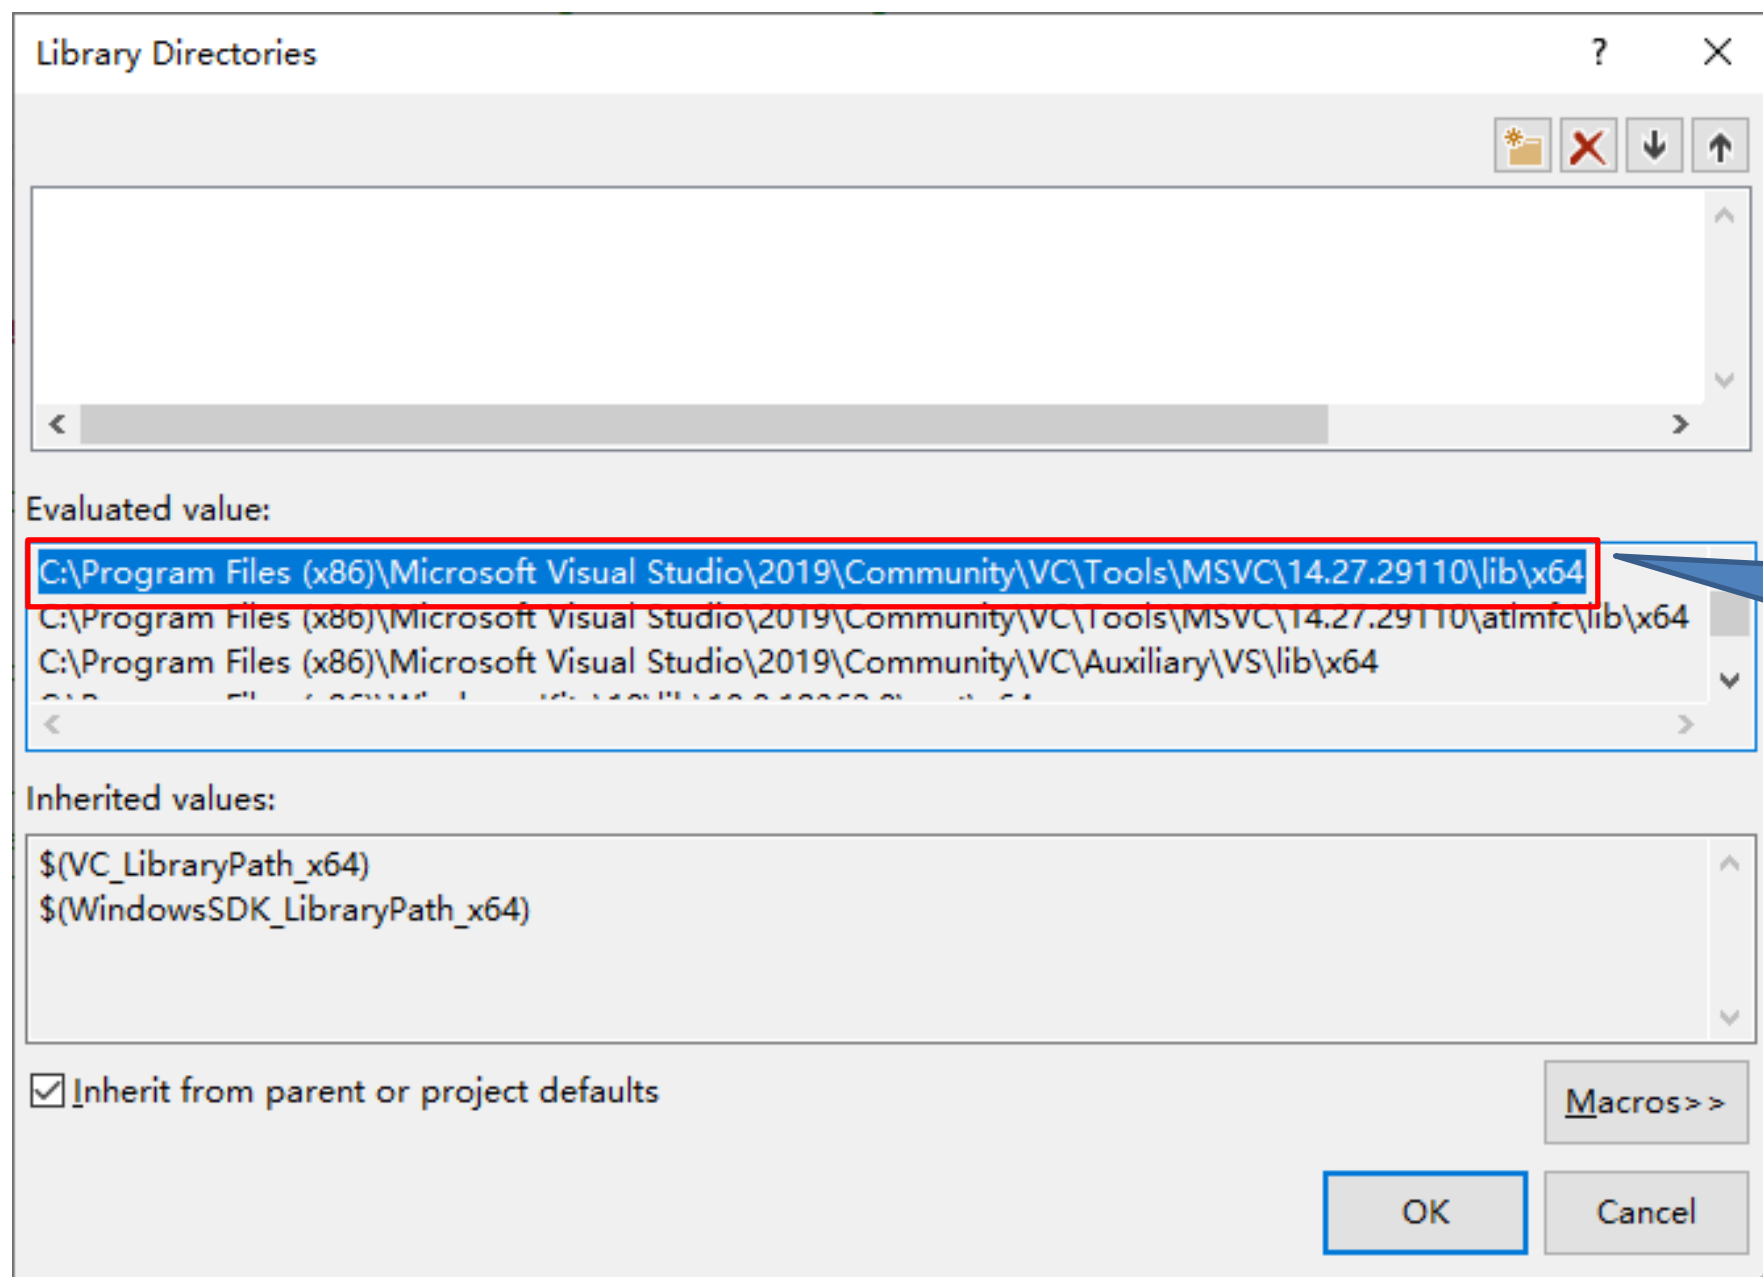 Library Directories
?
Evaluated value:
C:\Program Files (x86)\Microsoft Visual Studio\2019\Community\VC\Tools\MSVC\14.27.29110\lib\x64
C:\Program Files (x86)\Microsoft Visual Studio\2019\Community\VC\Tools\MSVC\14.27.29110\atlmfc\lib\x64
C:\Program Files (x86)\Microsoft Visual Studio\2019\Community\VC\Auxiliary\VS\lib\x64
Inherited values:
$(VC_LibraryPath_x64)
$(WindowsSDK_LibraryPath_x64)
Inherit from parent or project defaults
Macros>>
OK
Cancel